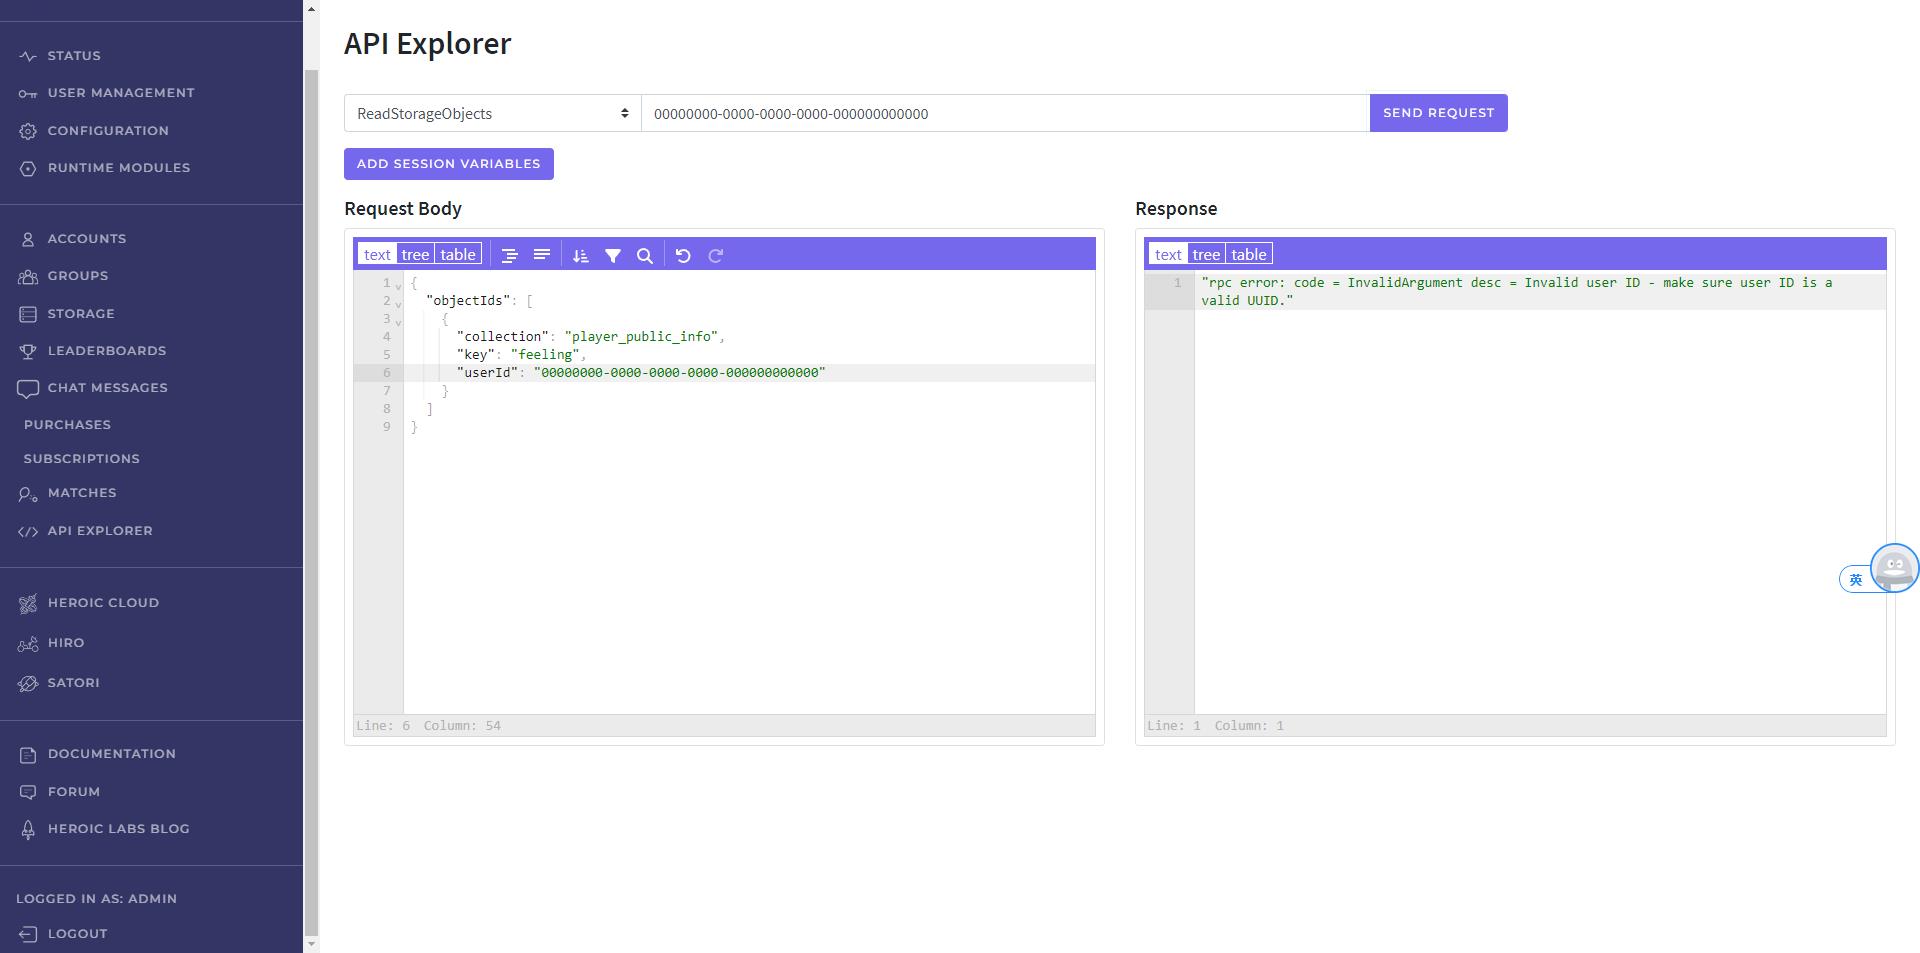 STATUS
USER MANAGEMENT
CONFIGURATION
RUNTIME MODULES
ACCOUNTS
GROUPS
STORAGE
LEADERBOARDS
CHAT MESSAGES
PURCHASES
SUBSCRIPTIONS
MATCHES
API EXPLORER
HEROIC CLOUD
HIRO
SATORI
DOCUMENTATION
FORUM
HEROIC LABS BLOG
LOGGED IN AS: ADMIN
LOGOUT
API Explorer
ReadStorageObjects 00000000-0000-0000-0000-000000000000 SEND REQUEST
ADD SESSION VARIABLES
Request Body
text tree table
1 {
2 "objectIds": [
3 {
4 "collection": "player_public_info",
5 "key": "feeling",
6 "userId": "00000000-0000-0000-0000-000000000000"
7 }
8 ]
9 }
Line: 6 Column: 54
Response
text tree table
1 "rpc error: code = InvalidArgument desc = Invalid user ID - make sure user ID is a
valid UUID."
Line: 1 Column: 1
英